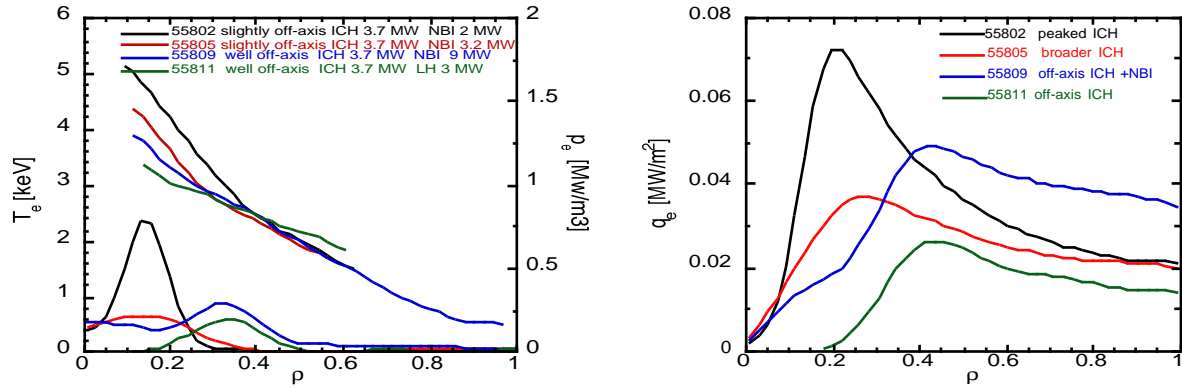 55802 slightly off-axis ICH 3.7 MW NBI 2 MW
55805 slightly off-axis ICH 3.7 MW NBI 3.2 MW
55809 well off-axis ICH 3.7 MW NBI 9 MW
55811 well off-axis ICH 3.7 MW LH 3 MW
T_e [keV]
6
5
4
3
2
1
0
p_e [Mw/m3]
2
1.5
1
0.5
0
0 0.2 0.4 0.6 0.8 1
ρ
55802 peaked ICH
55805 broader ICH
55809 off-axis ICH +NBI
55811 off-axis ICH
q_e [MW/m²]
0.08
0.06
0.04
0.02
0
0 0.2 0.4 0.6 0.8 1
ρ